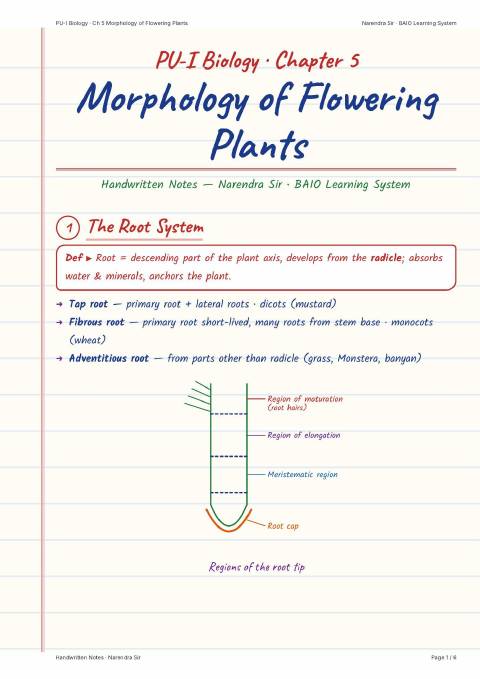 PU-I Biology · Ch 5 Morphology of Flowering Plants
Narendra Sir · BAIO Learning System
PU-I Biology · Chapter 5
Morphology of Flowering
Plants
Handwritten Notes — Narendra Sir · BAIO Learning System
1 The Root System
Def ▸ Root = descending part of the plant axis, develops from the radicle; absorbs
water & minerals, anchors the plant.
→ Tap root — primary root + lateral roots · dicots (mustard)
→ Fibrous root — primary root short-lived, many roots from stem base · monocots
(wheat)
→ Adventitious root — from parts other than radicle (grass, Monstera, banyan)
Region of maturation
(root hairs)
Region of elongation
Meristematic region
Root cap
Regions of the root tip
Handwritten Notes · Narendra Sir
Page 1 / 6